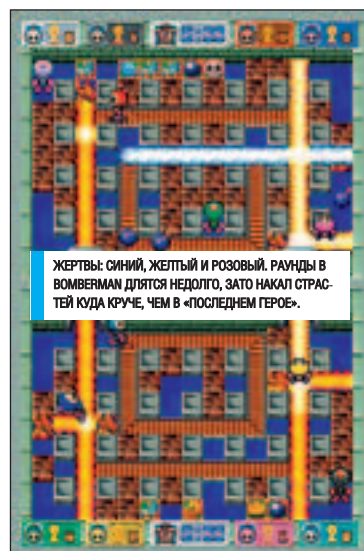 ЖЕРТВЫ: СИНИЙ, ЖЕЛТЫЙ И РОЗОВЫЙ. РАУНДЫ В
BOMBERMAN ДЛЯТСЯ НЕДОЛГО, ЗАТО НАКАЛ СТРАС-
ТЕЙ КУДА КРУЧЕ, ЧЕМ В «ПОСЛЕДНЕМ ГЕРОЕ».